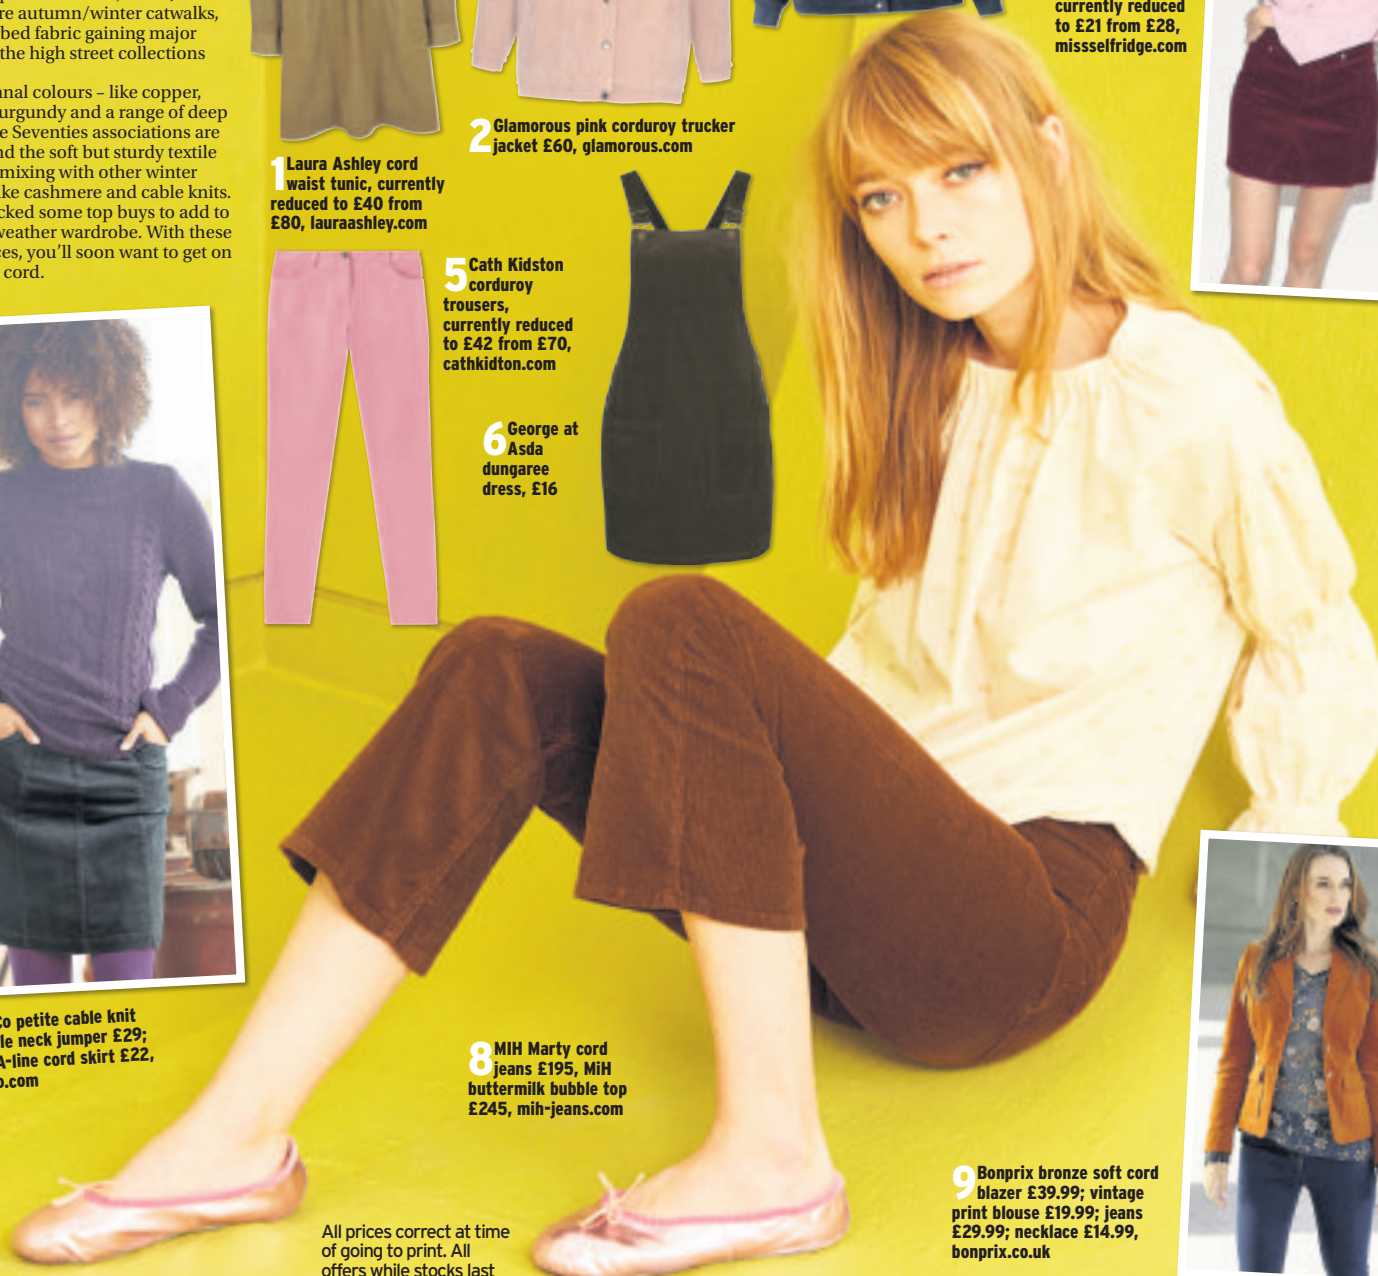 re autumn/winter catwalks,
bed fabric gaining major
the high street collections
nal colours – like copper,
urgundy and a range of deep
e Seventies associations are
nd the soft but sturdy textile
mixing with other winter
ike cashmere and cable knits.
cked some top buys to add to
weather wardrobe. With these
ces, you'll soon want to get on
cord.
1 Laura Ashley cord
waist tunic, currently
reduced to £40 from
£80, lauraashley.com
2 Glamorous pink corduroy trucker
jacket £60, glamorous.com
currently reduced
to £21 from £28,
missselfridge.com
5 Cath Kidston
corduroy
trousers,
currently reduced
to £42 from £70,
cathkidton.com
6 George at
Asda
dungaree
dress, £16
Co petite cable knit
le neck jumper £29;
A-line cord skirt £22,
o.com
8 MIH Marty cord
jeans £195, MiH
buttermilk bubble top
£245, mih-jeans.com
9 Bonprix bronze soft cord
blazer £39.99; vintage
print blouse £19.99; jeans
£29.99; necklace £14.99,
bonprix.co.uk
All prices correct at time
of going to print. All
offers while stocks last